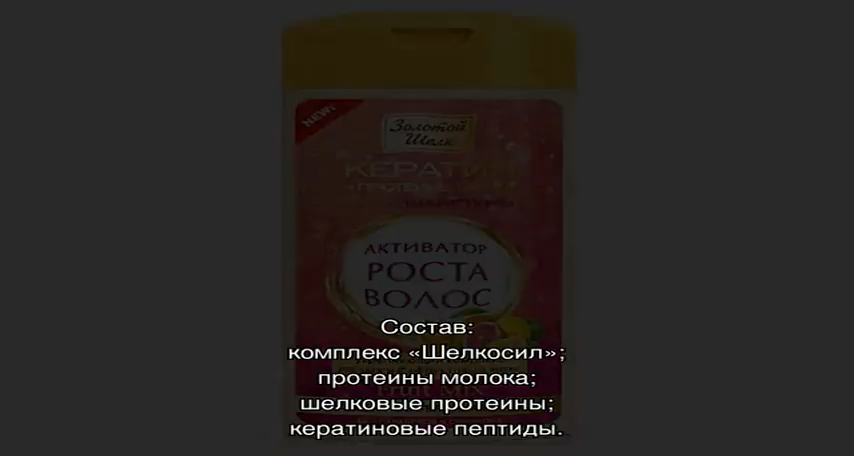 NEW!
Золотой
Шелк
КЕРАТИН
АКТИВАТОР
РОСТА
ВОЛОС
Состав:
комплекс «Шелкосил»;
протеины молока;
шелковые протеины;
кератиновые пептиды.